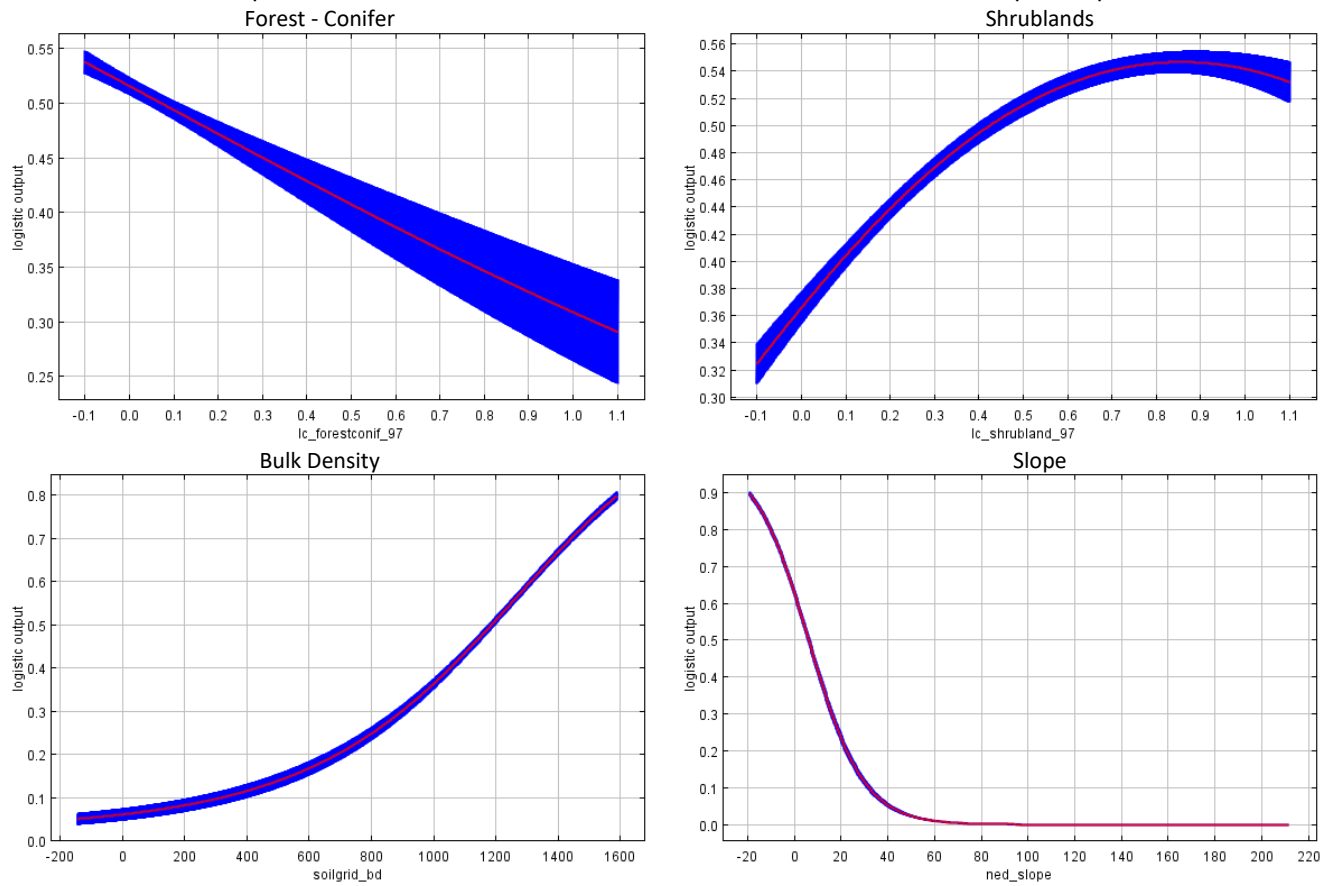 Forest - Conifer
0.55
0.50
0.45
0.40
0.35
0.30
0.25
logistic output
-0.1 0.0 0.1 0.2 0.3 0.4 0.5 0.6 0.7 0.8 0.9 1.0 1.1
lc_forestconif_97
Shrublands
0.56
0.54
0.52
0.50
0.48
0.46
0.44
0.42
0.40
0.38
0.36
0.34
0.32
0.30
logistic output
-0.1 0.0 0.1 0.2 0.3 0.4 0.5 0.6 0.7 0.8 0.9 1.0 1.1
lc_shrubland_97
Bulk Density
0.8
0.7
0.6
0.5
0.4
0.3
0.2
0.1
0.0
logistic output
-200 0 200 400 600 800 1000 1200 1400 1600
soilgrid_bd
Slope
0.9
0.8
0.7
0.6
0.5
0.4
0.3
0.2
0.1
0.0
logistic output
-20 0 20 40 60 80 100 120 140 160 180 200 220
ned_slope